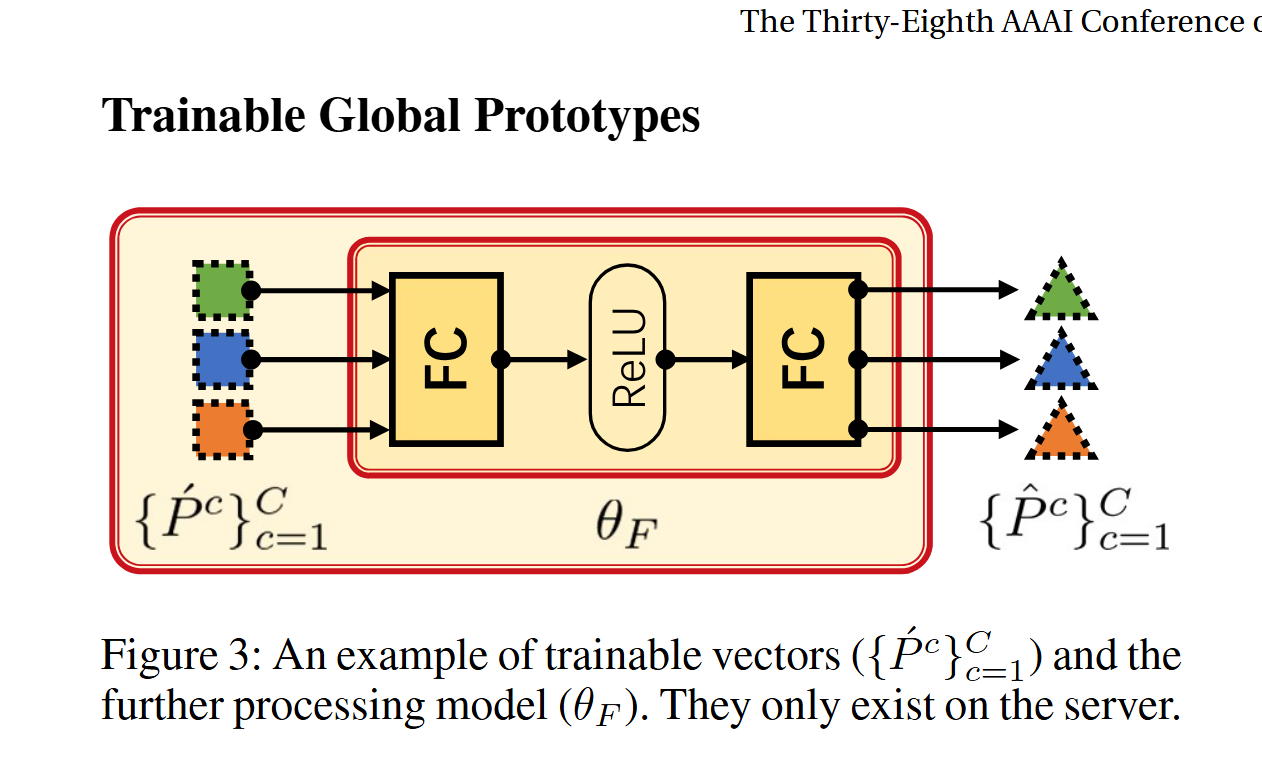 The Thirty-Eighth AAAI Conference
Trainable Global Prototypes
FC
ReLU
FC
{Ṕ^c}_{c=1}^C
θ_F
{P̂^c}_{c=1}^C
Figure 3: An example of trainable vectors ({Ṕ^c}_{c=1}^C) and the
further processing model (θ_F). They only exist on the server.